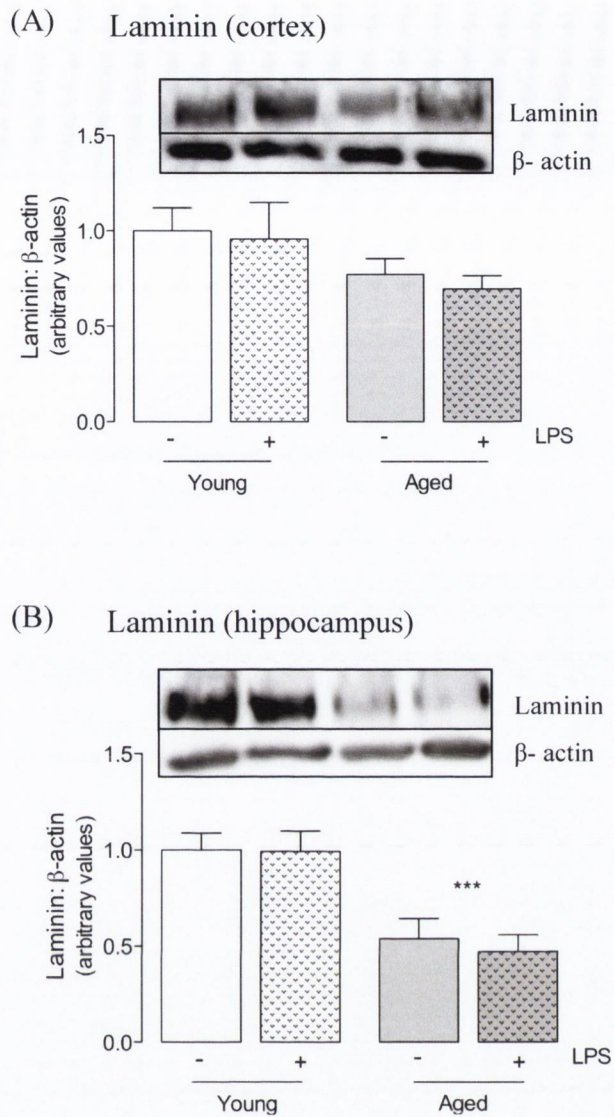 (A) Laminin (cortex)
Laminin
β- actin
Laminin: β-actin
(arbitrary values)
1.5
1.0
0.5
0.0
- + - + LPS
Young Aged
(B) Laminin (hippocampus)
Laminin
β- actin
Laminin: β-actin
(arbitrary values)
1.5
1.0
0.5
0.0
***
- + - + LPS
Young Aged